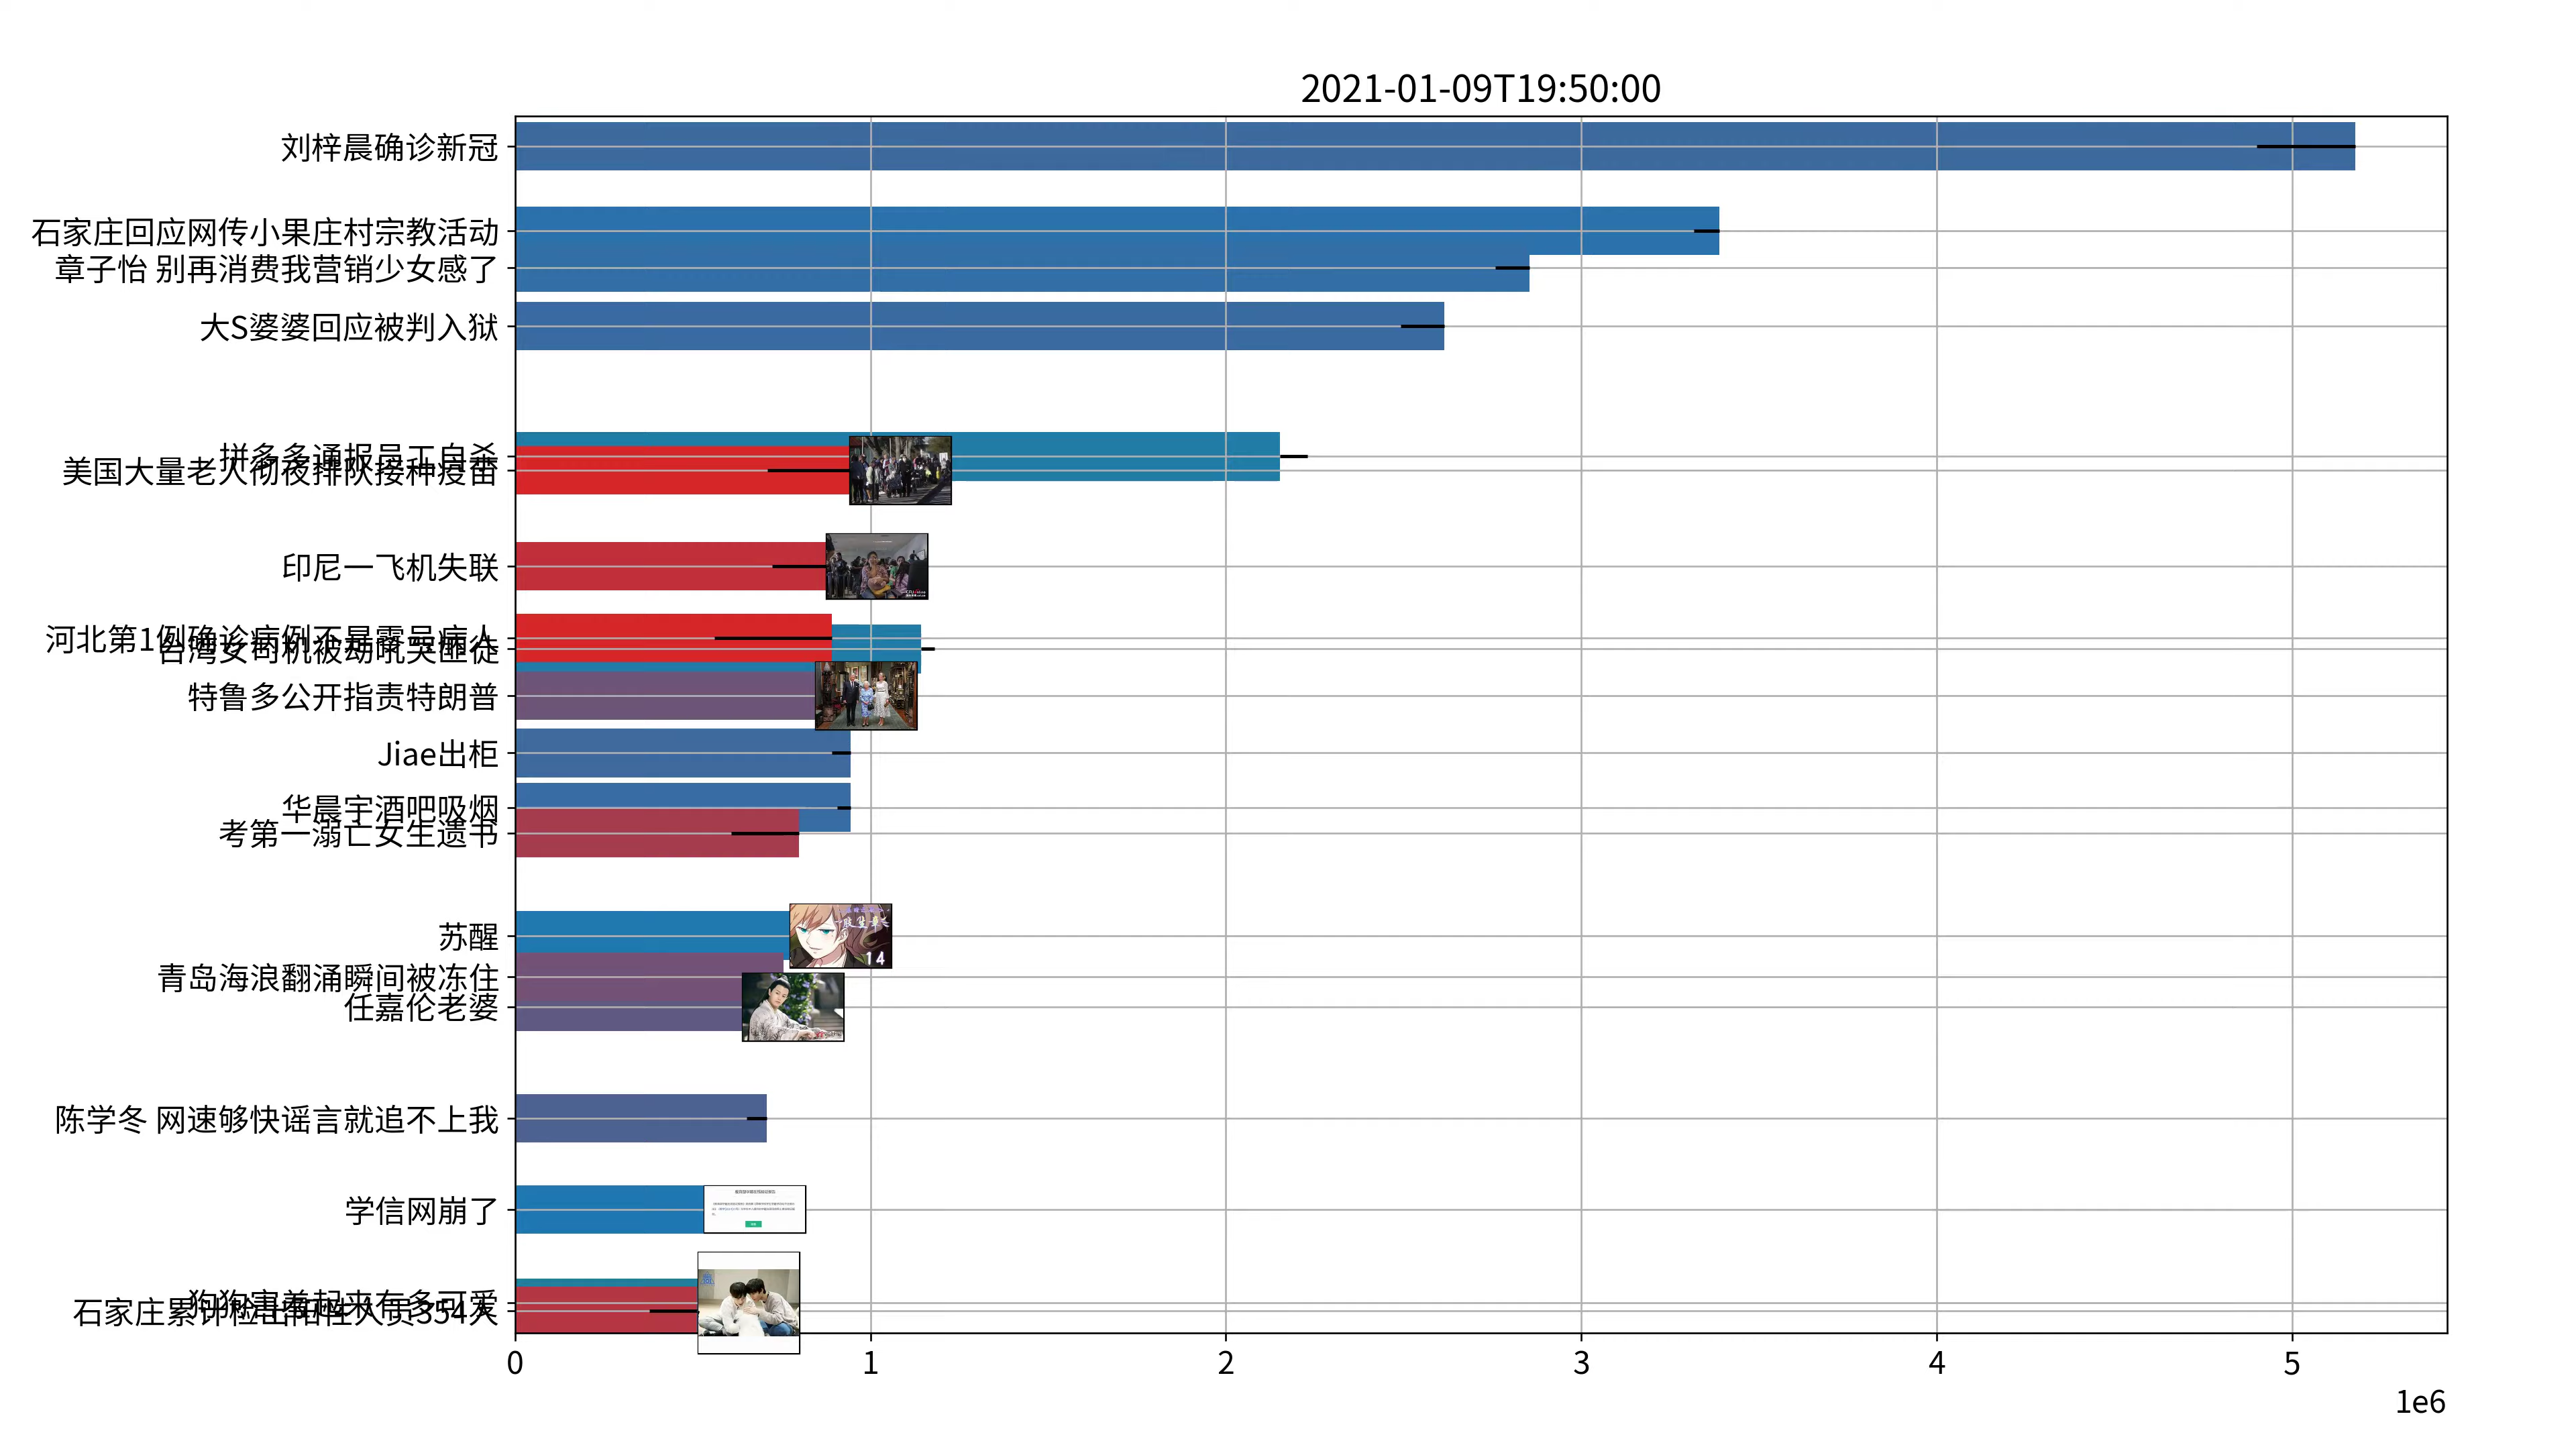 2021-01-09T19:50:00
刘梓晨确诊新冠
石家庄回应网传小果庄村宗教活动
章子怡 别再消费我营销少女感了
大S婆婆回应被判入狱
拼多多通报员工自杀
美国大量老人彻夜排队接种疫苗
印尼一飞机失联
河北第1例确诊病例不是零号病人
台湾女司机被劫吼哭匪徒
特鲁多公开指责特朗普
Jiae出柜
华晨宇酒吧吸烟
考第一溺亡女生遗书
苏醒
14
青岛海浪翻涌瞬间被冻住
任嘉伦老婆
陈学冬 网速够快谣言就追不上我
学信网崩了
狗狗害羞起来有多可爱
石家庄累计检出阳性人员354人
0 1 2 3 4 5
1e6